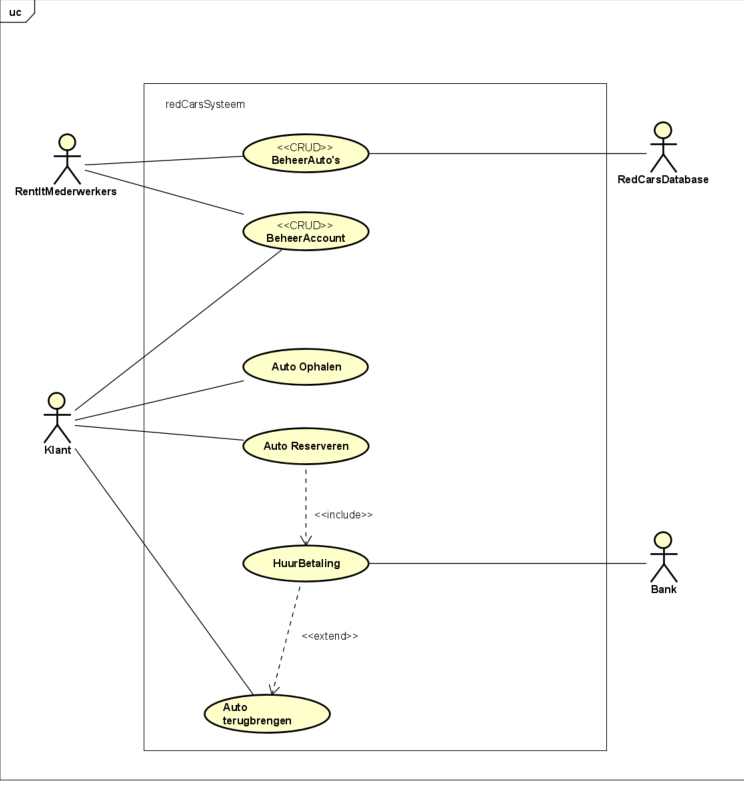 uc
redCarsSysteem
<<CRUD>>
BeheerAuto's
RentItMederwerkers
RedCarsDatabase
<<CRUD>>
BeheerAccount
Auto Ophalen
Klant
Auto Reserveren
<<include>>
HuurBetaling
Bank
<<extend>>
Auto
terugbrengen